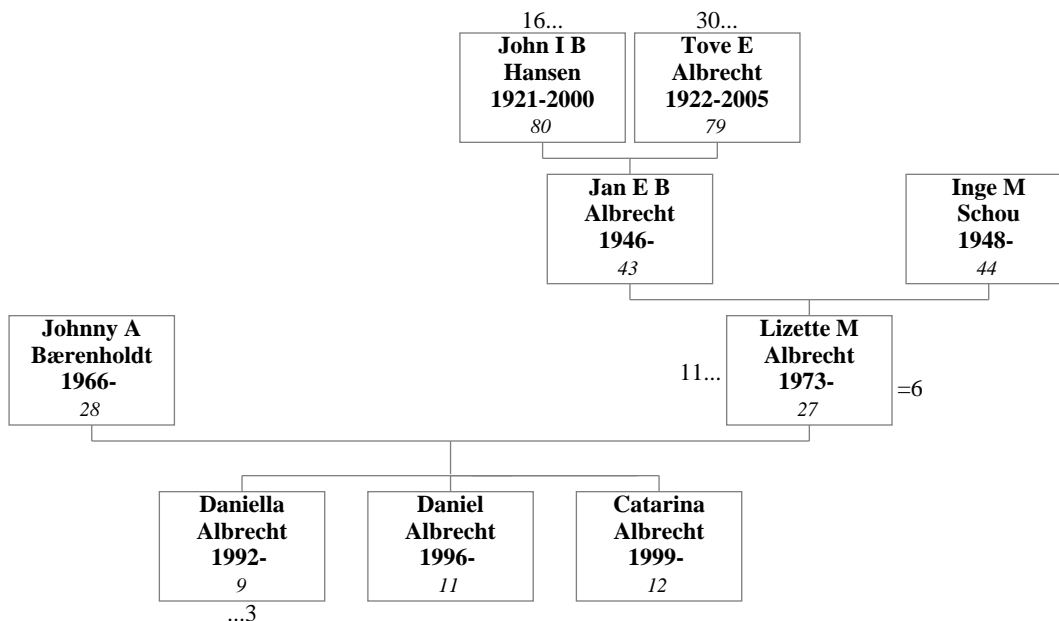 16...
30...
John I B
Hansen
1921-2000
80
Tove E
Albrecht
1922-2005
79
Jan E B
Albrecht
1946-
43
Inge M
Schou
1948-
44
Johnny A
Bærenholdt
1966-
28
11...
Lizette M
Albrecht
1973-
27
=6
Daniella
Albrecht
1992-
9
...3
Daniel
Albrecht
1996-
11
Catarina
Albrecht
1999-
12